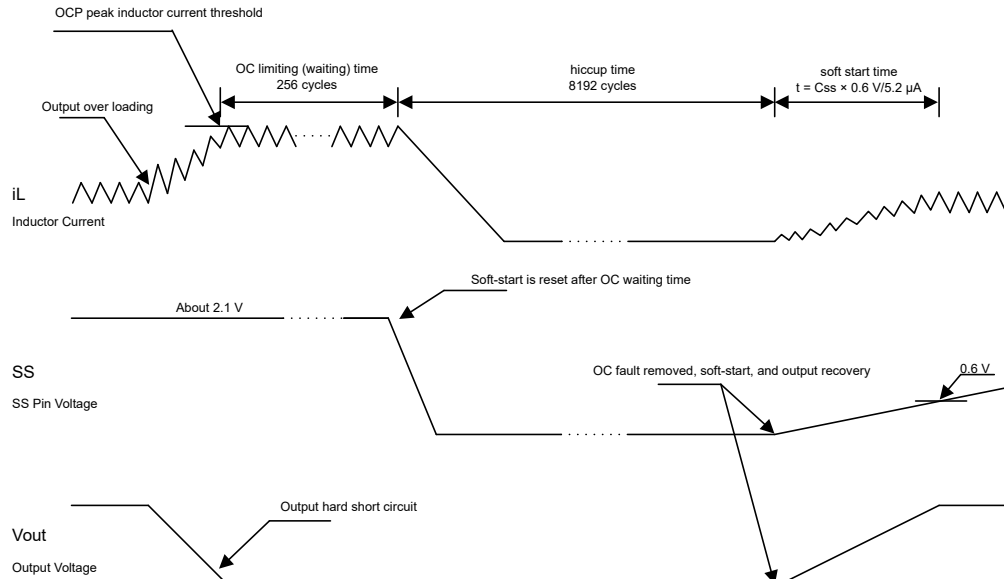 OCP peak inductor current threshold
OC limiting (waiting) time
256 cycles
hiccup time
8192 cycles
soft start time
t = Css × 0.6 V/5.2 µA
Output over loading
iL
Inductor Current
Soft-start is reset after OC waiting time
About 2.1 V
SS
SS Pin Voltage
OC fault removed, soft-start, and output recovery
0.6 V
Output hard short circuit
Vout
Output Voltage